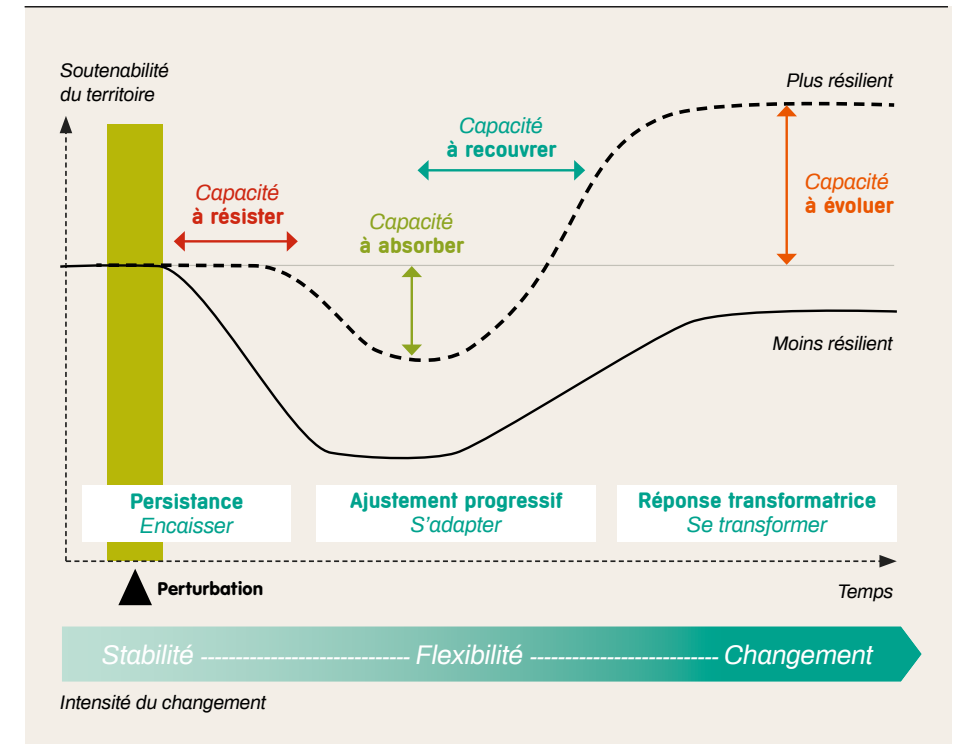 Soutenabilité
du territoire
Plus résilient
Capacité
à recouvrer
Capacité
à résister
Capacité
à absorber
Capacité
à évoluer
Moins résilient
Persistance
Encaisser
Ajustement progressif
S'adapter
Réponse transformatrice
Se transformer
Perturbation
Temps
Stabilité
Flexibilité
Changement
Intensité du changement